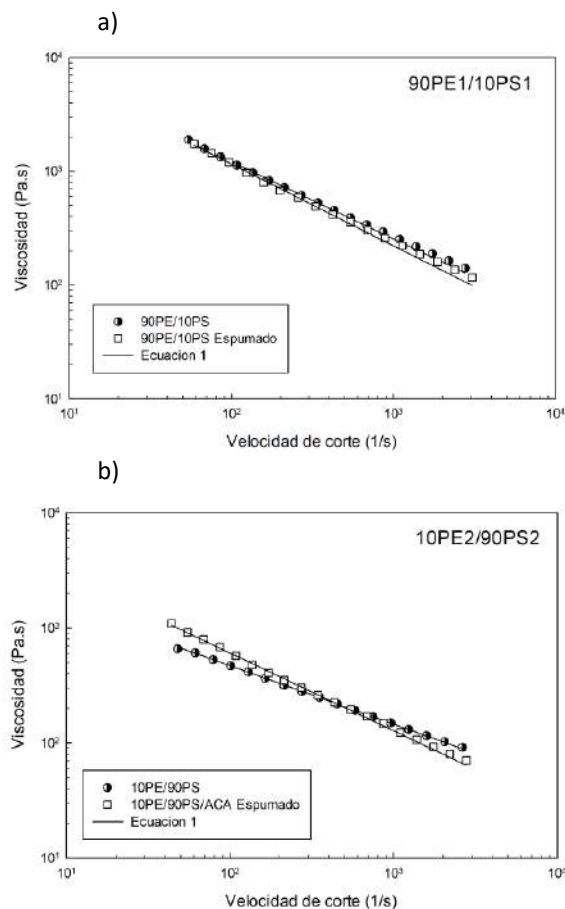 a)
10⁴
90PE1/10PS1
10³
Viscosidad (Pa.s)
10²
90PE/10PS
90PE/10PS Espumado
Ecuacion 1
10¹
10¹ 10² 10³ 10⁴
Velocidad de corte (1/s)
b)
10⁴
10PE2/90PS2
10³
Viscosidad (Pa.s)
10²
10PE/90PS
10PE/90PS/ACA Espumado
Ecuacion 1
10¹
10¹ 10² 10³
Velocidad de corte (1/s)